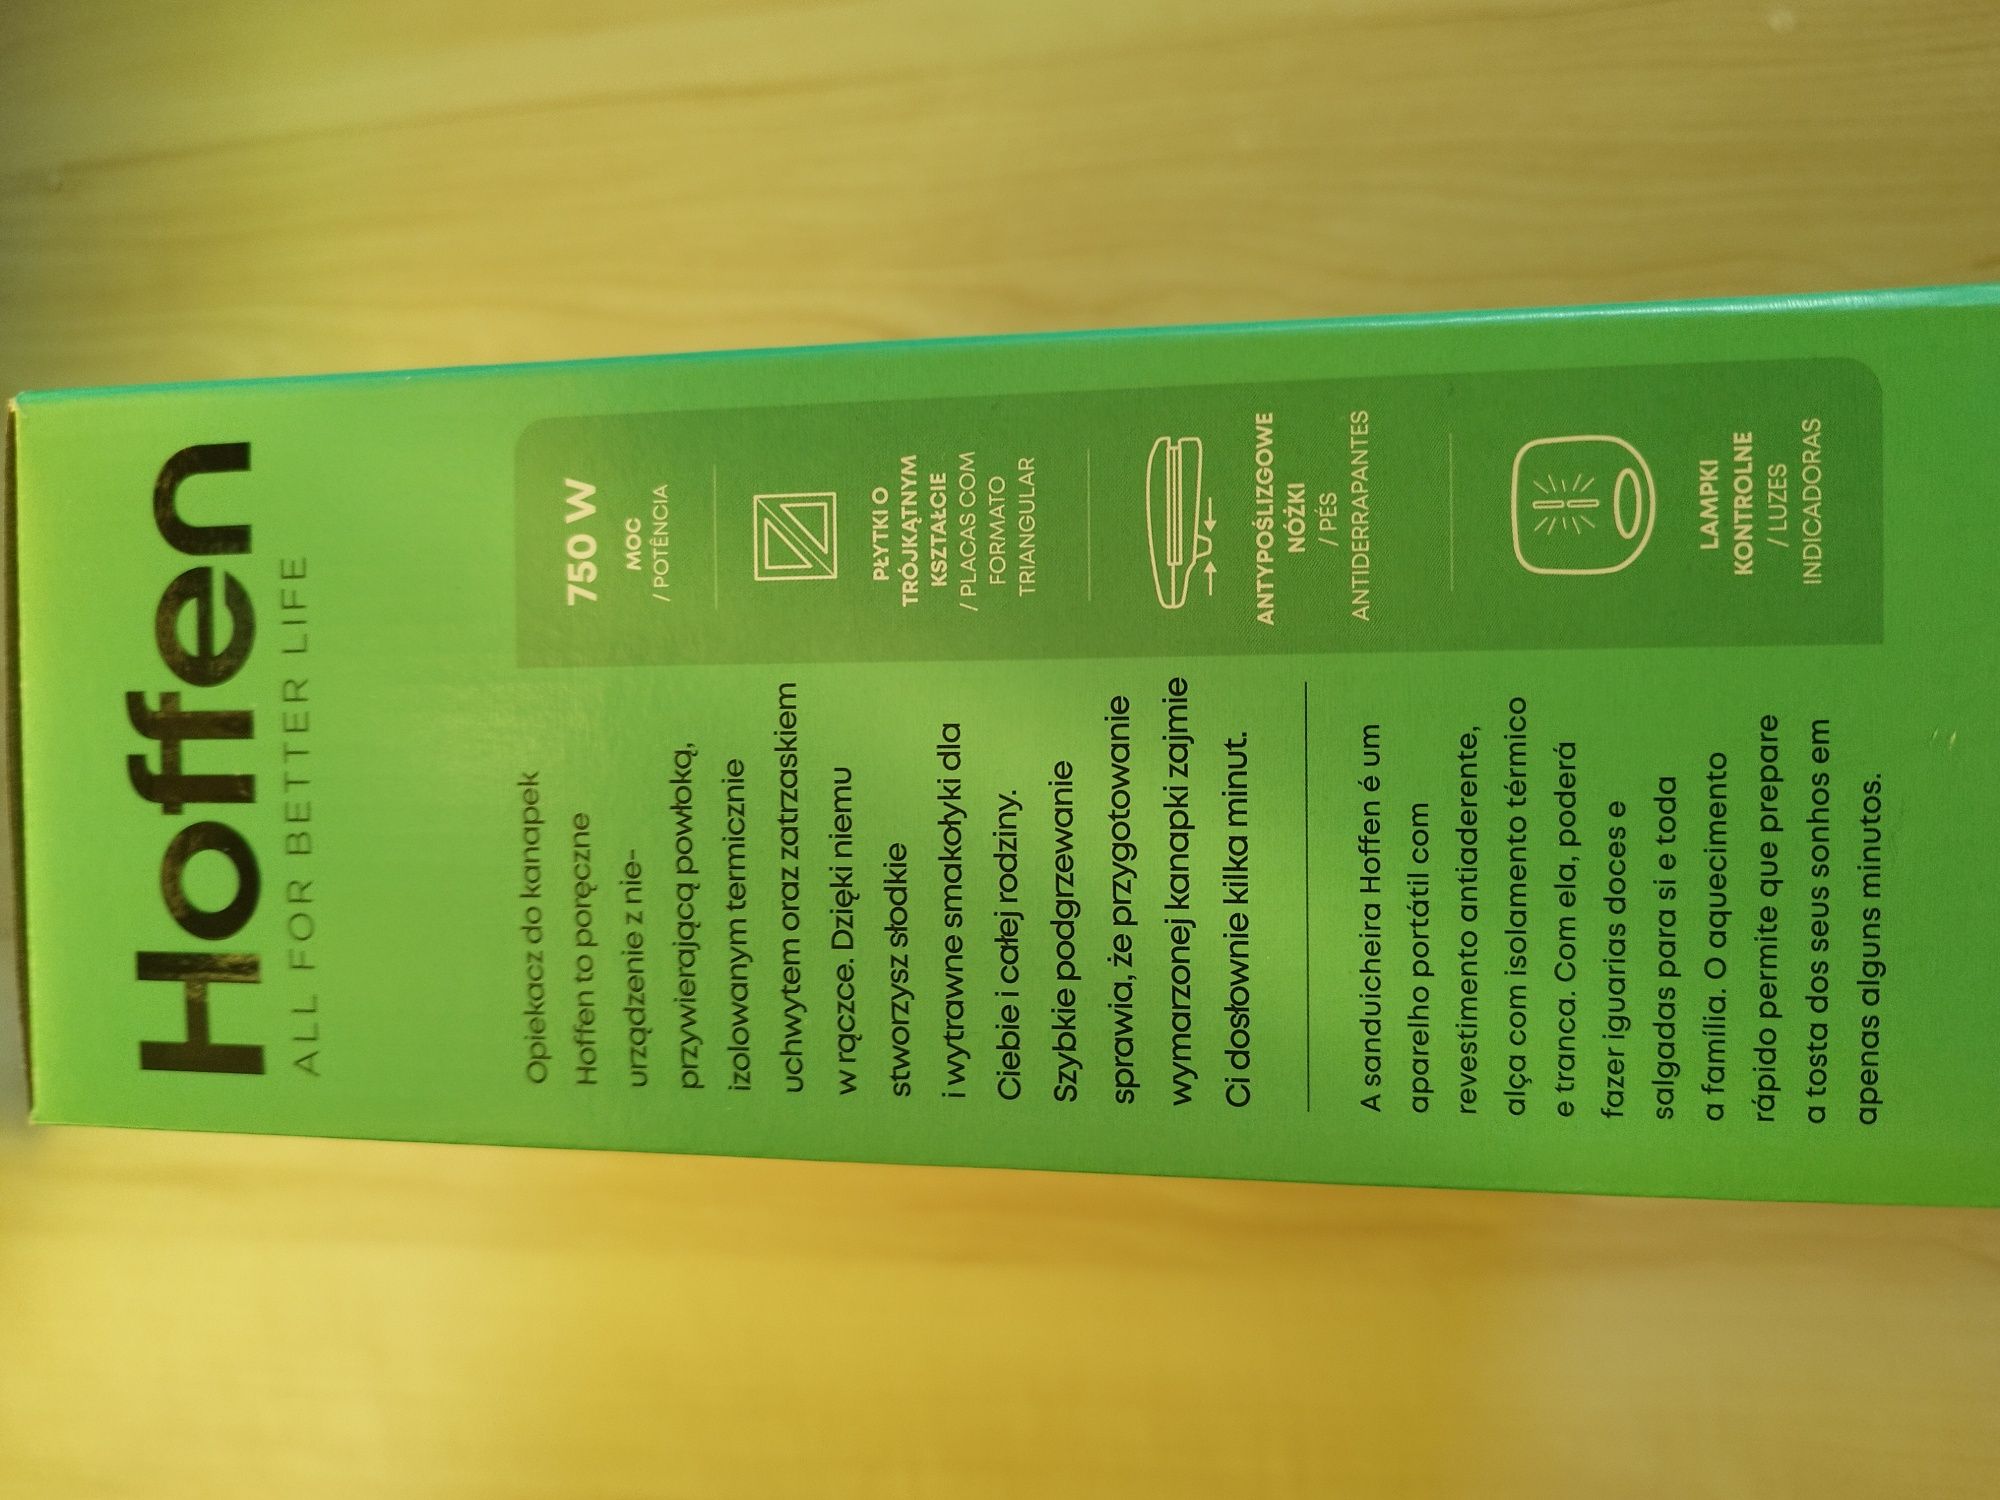 Hoffen
ALL FOR BETTER LIFE
Opiekacz do kanapek
Hoffen to poręczne
urządzenie z nie-
przywierającą powłoką,
izolowanym termicznie
uchwytem oraz zatrzaskiem
w rączce. Dzięki niemu
stworzysz słodkie
i wytrawne smakołyki dla
Ciebie i całej rodziny.
Szybkie podgrzewanie
sprawia, że przygotowanie
wymarzonej kanapki zajmie
Ci dosłownie kilka minut.
A sanduicheira Hoffen é um
aparelho portátil com
revestimento antiaderente,
alça com isolamento térmico
e tranca. Com ela, poderá
fazer iguarias doces e
salgadas para si e toda
a família. O aquecimento
rápido permite que prepare
a tosta dos seus sonhos em
apenas alguns minutos.
750 W
MOC
/ POTÊNCIA
PŁYTKI O
TRÓJKĄTNYM
KSZTAŁCIE
/ PLACAS COM
FORMATO
TRIANGULAR
ANTYPOŚLIZGOWE
NÓŻKI
/ PÉS
ANTIDERRAPANTES
LAMPKI
KONTROLNE
/ LUZES
INDICADORAS